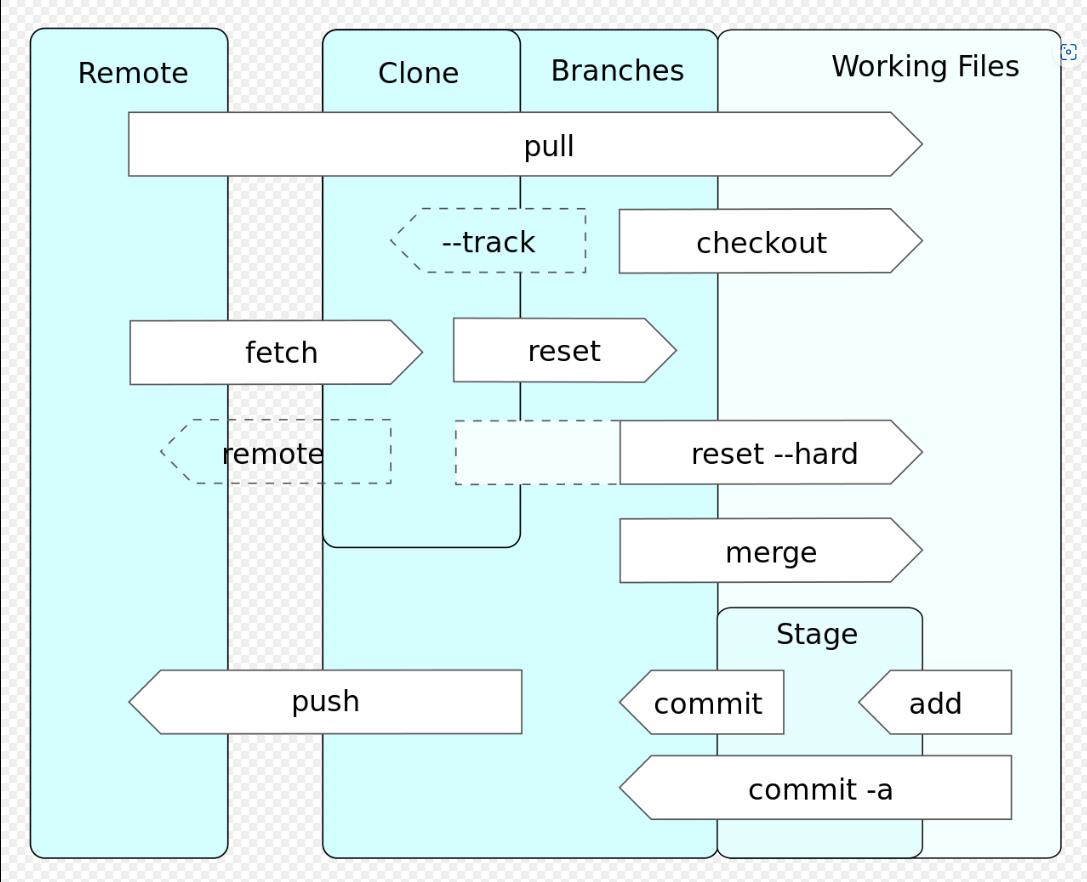 Remote
Clone
Branches
Working Files
pull
--track
checkout
fetch
reset
remote
reset --hard
merge
Stage
push
commit
add
commit -a